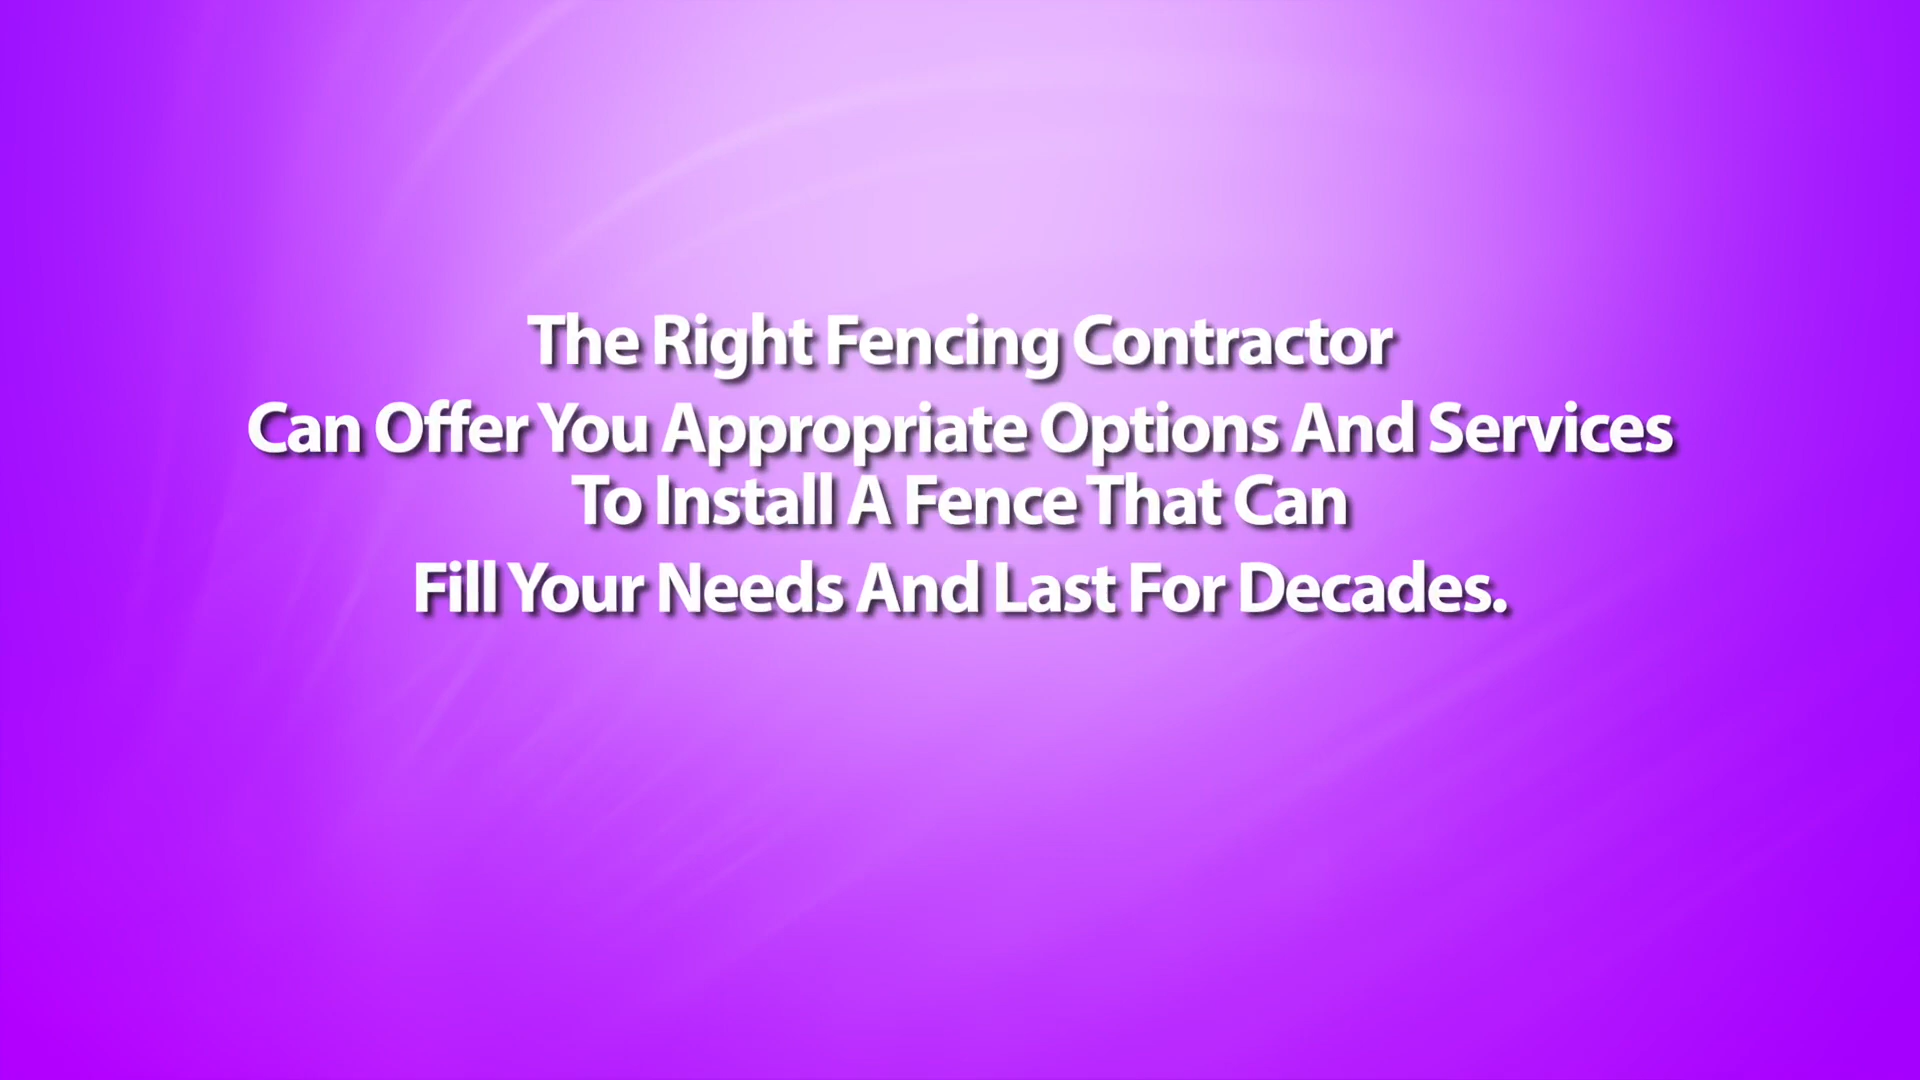 The Right Fencing Contractor
Can Offer You Appropriate Options And Services
To Install A Fence That Can
Fill Your Needs And Last For Decades.